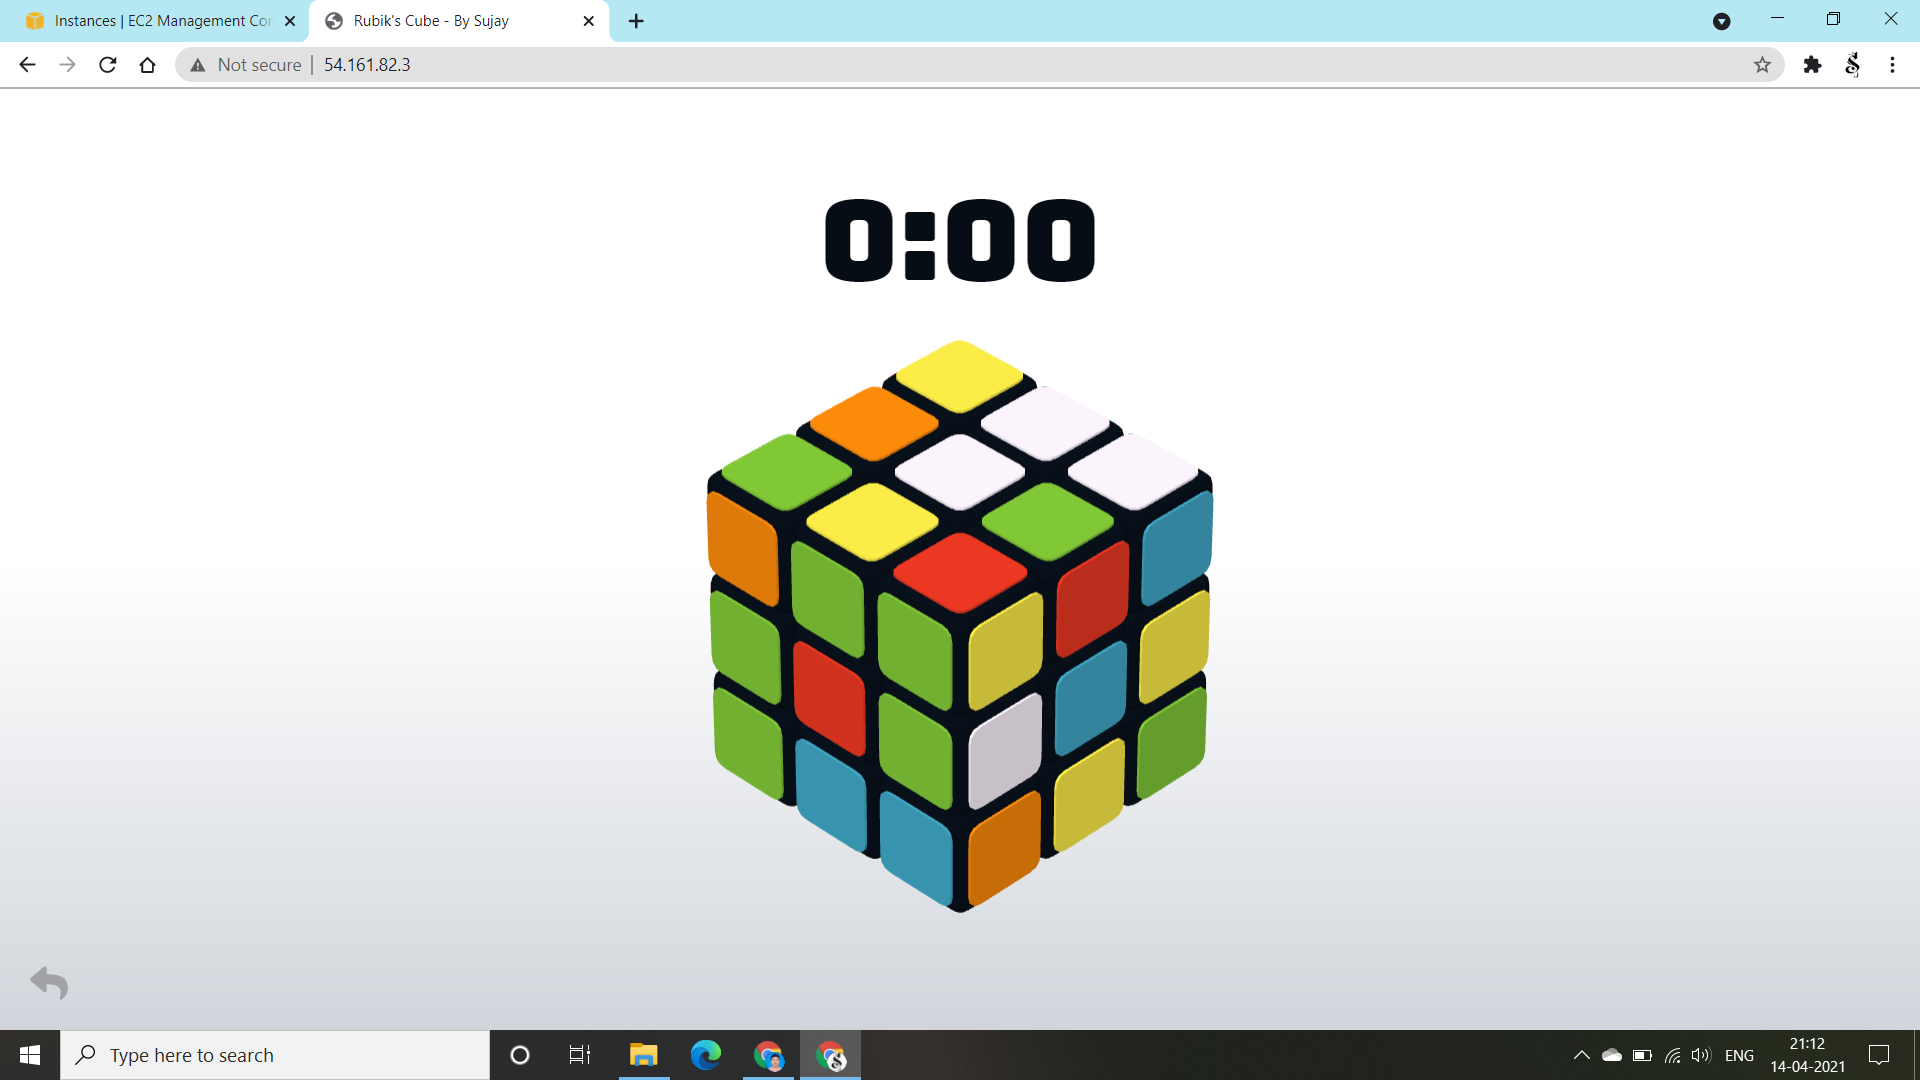 Instances | EC2 Management Con
Rubik's Cube - By Sujay
Not secure | 54.161.82.3
0:00
Type here to search
ENG
21:12
14-04-2021